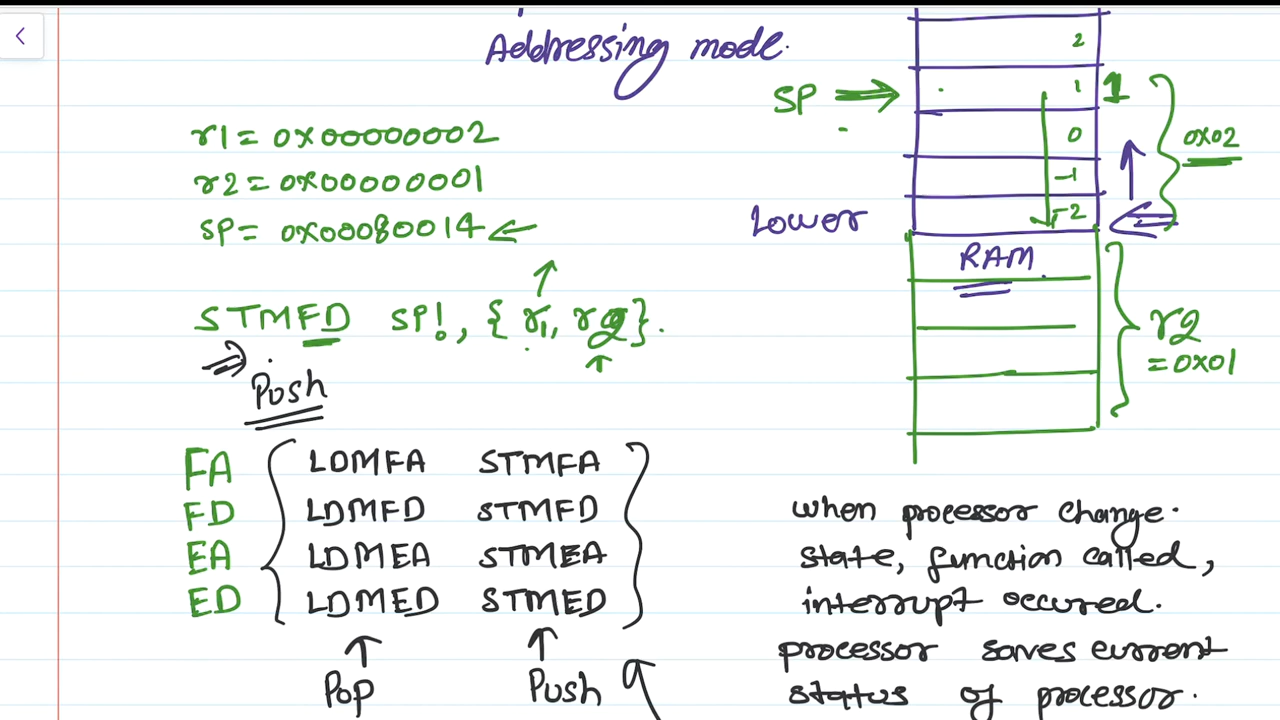 Addressing mode.
r1 = 0x00000002
r2 = 0x00000001
SP = 0x00080014
STMFD SP!, { r1, r2 }.
Push
FA LDMFA STMFA
FD LDMFD STMFD
EA LDMEA STMEA
ED LDMED STMED
Pop Push
2
SP 1 1
0
-1
Lower -2
0x02
RAM
r2
= 0x01
when processor change.
state, function called,
interrupt occured.
processor saves current
status of processor.